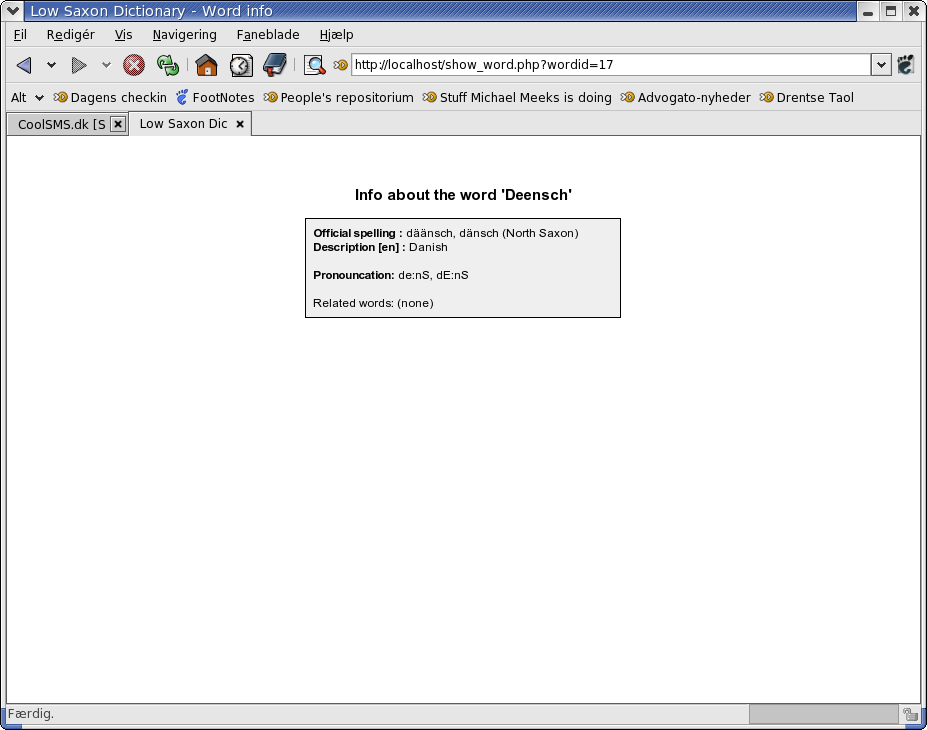 Low Saxon Dictionary - Word info
Fil Redigér Vis Navigering Faneblade Hjælp
http://localhost/show_word.php?wordid=17
Alt Dagens checkin FootNotes People's repositorium Stuff Michael Meeks is doing Advogato-nyheder Drentse Taol
CoolSMS.dk [S Low Saxon Dic
Info about the word 'Deensch'
Official spelling : däänsch, dänsch (North Saxon)
Description [en] : Danish
Pronouncation: de:nS, dE:nS
Related words: (none)
Færdig.